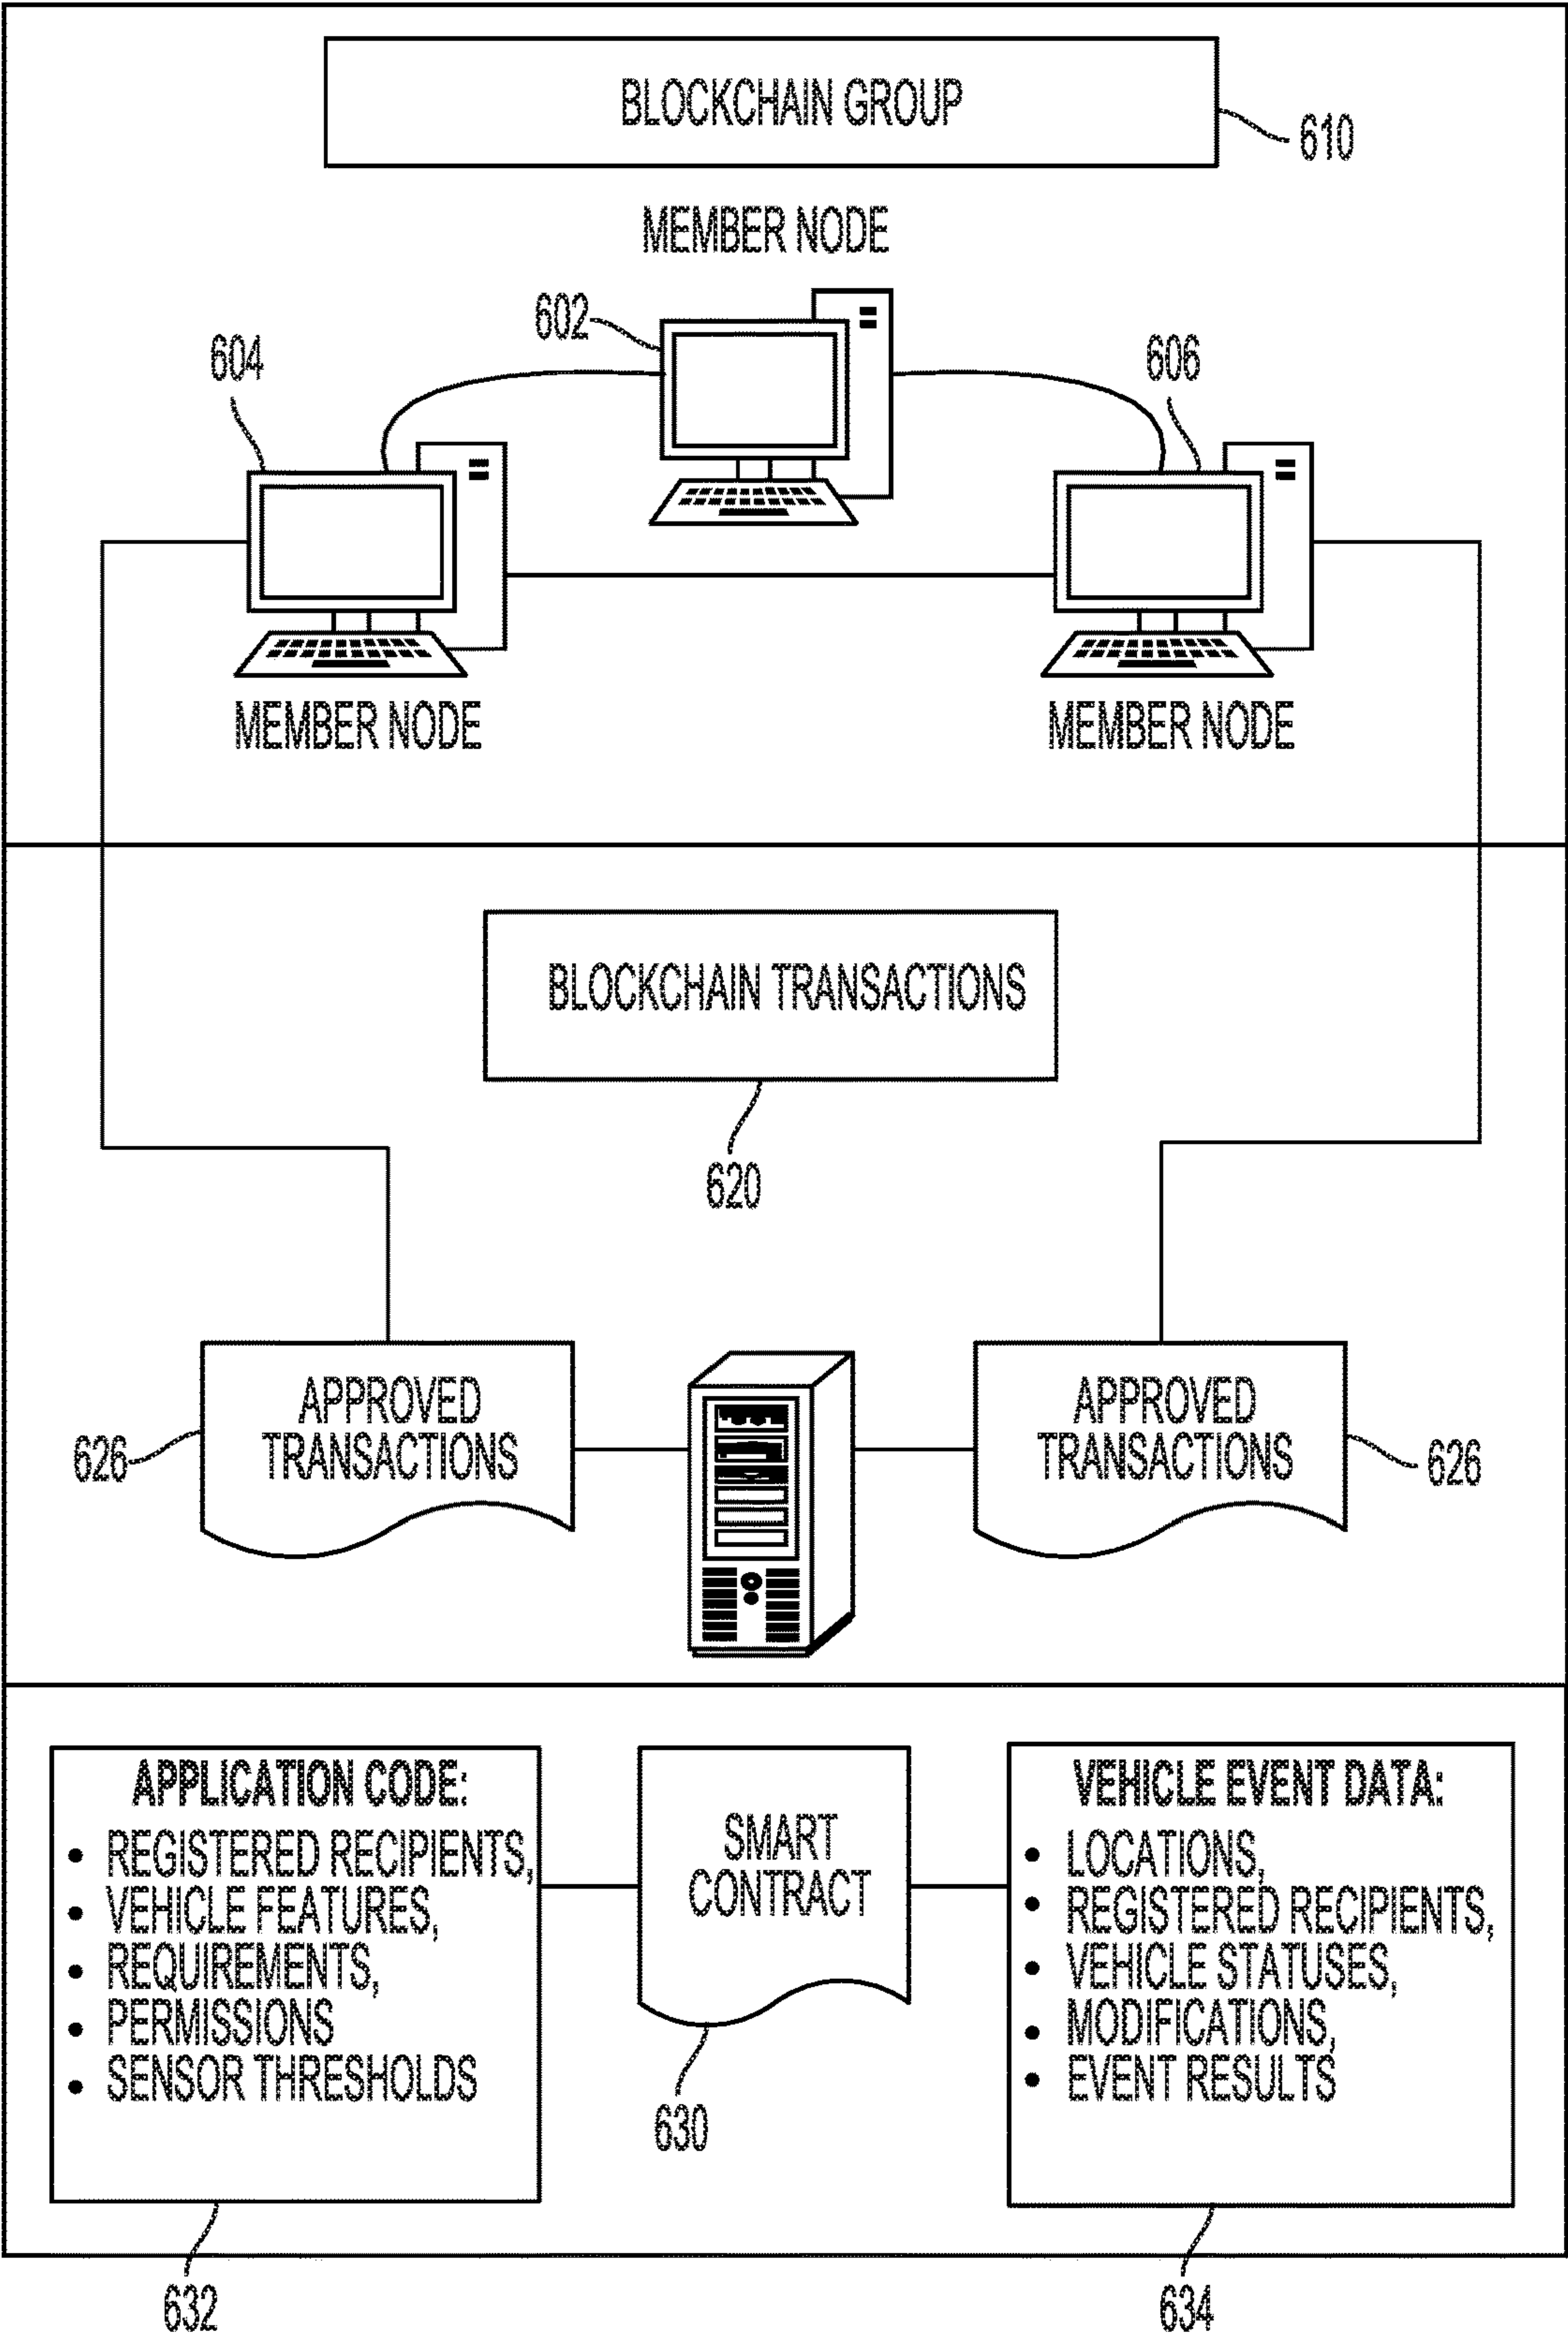 BLOCKCHAIN GROUP
610
MEMBER NODE
602
604
606
MEMBER NODE
MEMBER NODE
BLOCKCHAIN TRANSACTIONS
620
APPROVED
TRANSACTIONS
626
APPROVED
TRANSACTIONS
626
APPLICATION CODE:
• REGISTERED RECIPIENTS,
• VEHICLE FEATURES,
• REQUIREMENTS,
• PERMISSIONS
• SENSOR THRESHOLDS
632
SMART
CONTRACT
630
VEHICLE EVENT DATA:
• LOCATIONS,
• REGISTERED RECIPIENTS,
• VEHICLE STATUSES,
• MODIFICATIONS,
• EVENT RESULTS
634